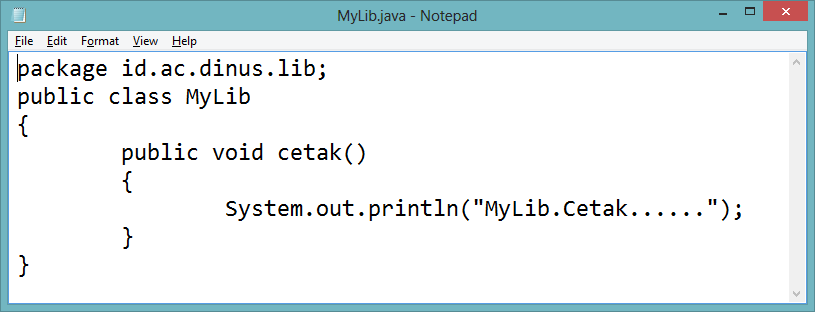 MyLib.java - Notepad
File Edit Format View Help
package id.ac.dinus.lib;
public class MyLib
{
        public void cetak()
        {
                System.out.println("MyLib.Cetak......");
        }
}